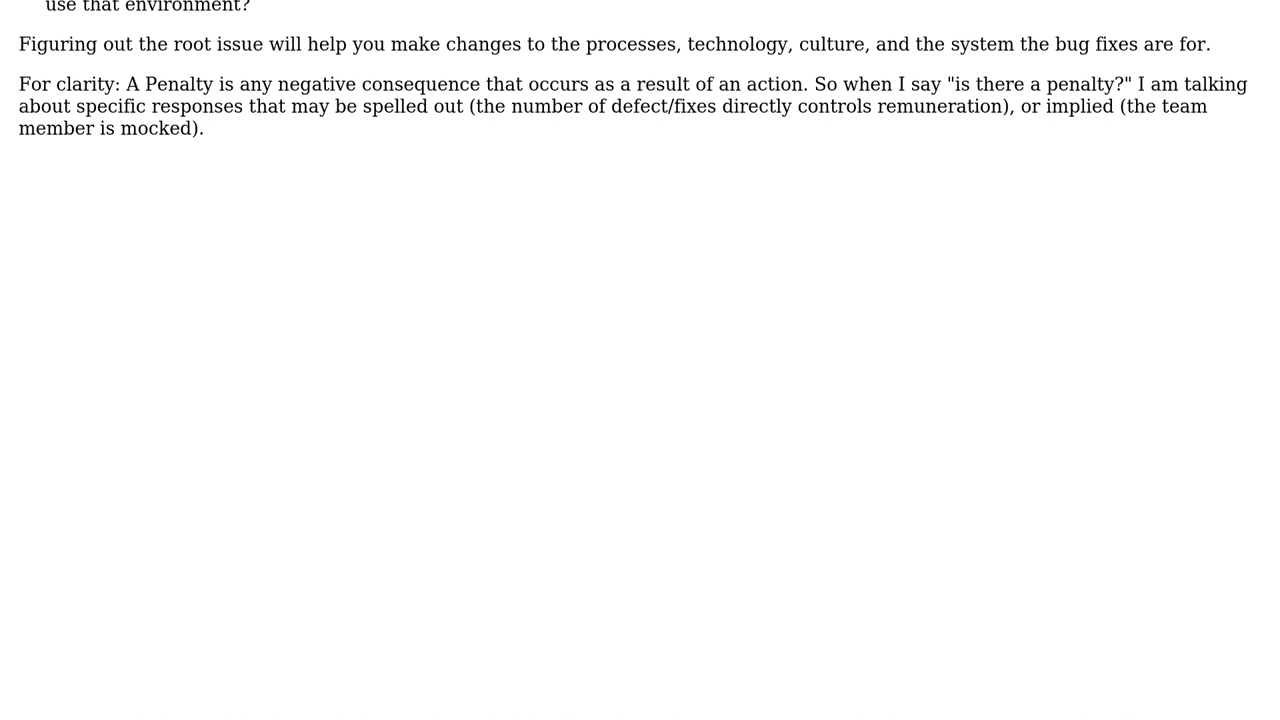 use that environment?
Figuring out the root issue will help you make changes to the processes, technology, culture, and the system the bug fixes are for.
For clarity: A Penalty is any negative consequence that occurs as a result of an action. So when I say "is there a penalty?" I am talking
about specific responses that may be spelled out (the number of defect/fixes directly controls remuneration), or implied (the team
member is mocked).